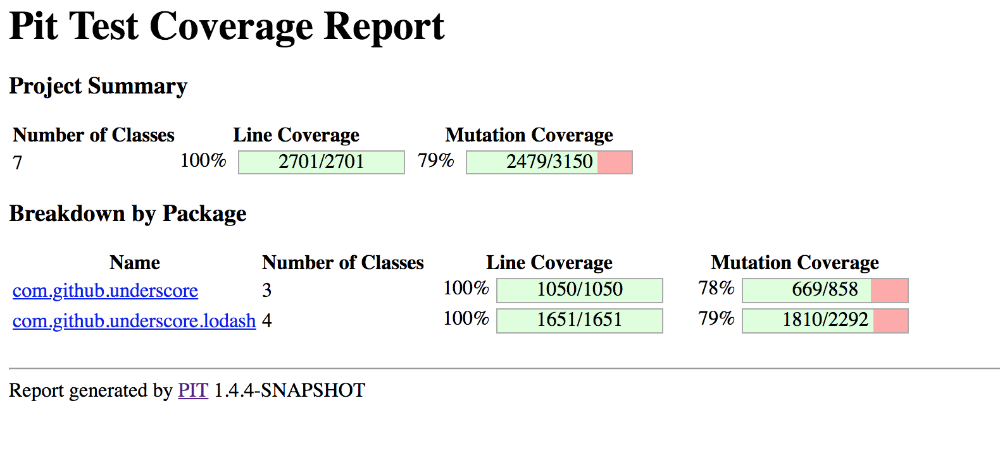 Pit Test Coverage Report
Project Summary
Number of Classes Line Coverage Mutation Coverage
7 100% 2701/2701 79% 2479/3150
Breakdown by Package
Name Number of Classes Line Coverage Mutation Coverage
com.github.underscore 3 100% 1050/1050 78% 669/858
com.github.underscore.lodash 4 100% 1651/1651 79% 1810/2292
Report generated by PIT 1.4.4-SNAPSHOT